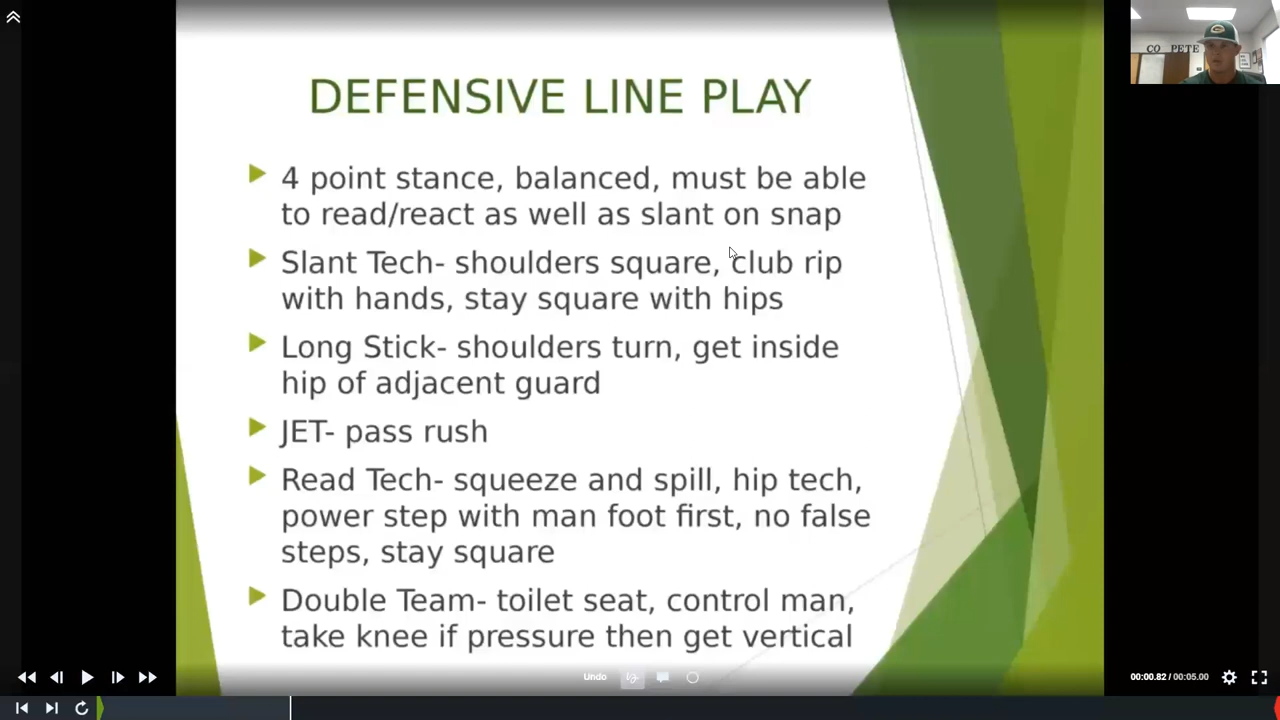 DEFENSIVE LINE PLAY
4 point stance, balanced, must be able
to read/react as well as slant on snap
Slant Tech- shoulders square, club rip
with hands, stay square with hips
Long Stick- shoulders turn, get inside
hip of adjacent guard
JET- pass rush
Read Tech- squeeze and spill, hip tech,
power step with man foot first, no false
steps, stay square
Double Team- toilet seat, control man,
take knee if pressure then get vertical
CO PETE
Undo
00:00.82 / 00:05.00